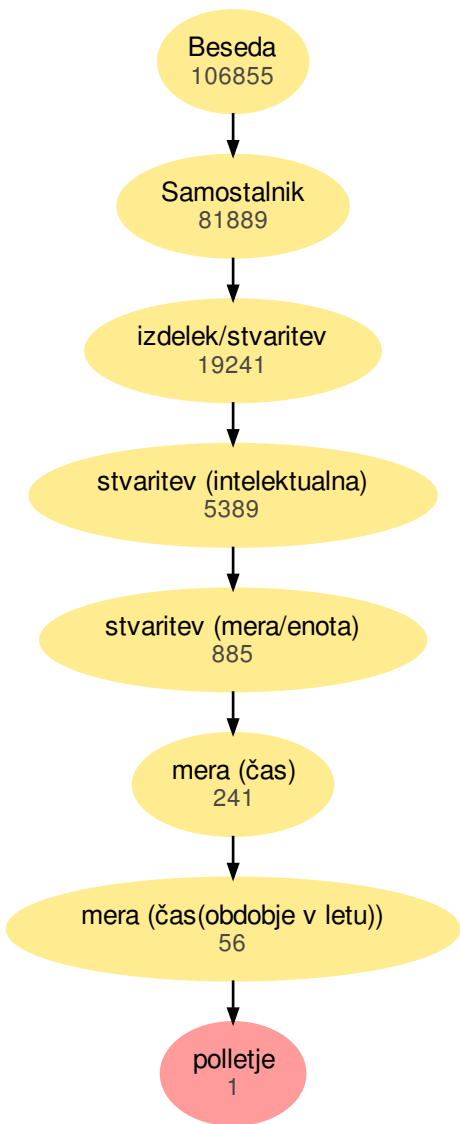 Beseda
106855
Samostalnik
81889
izdelek/stvaritev
19241
stvaritev (intelektualna)
5389
stvaritev (mera/enota)
885
mera (čas)
241
mera (čas(obdobje v letu))
56
polletje
1